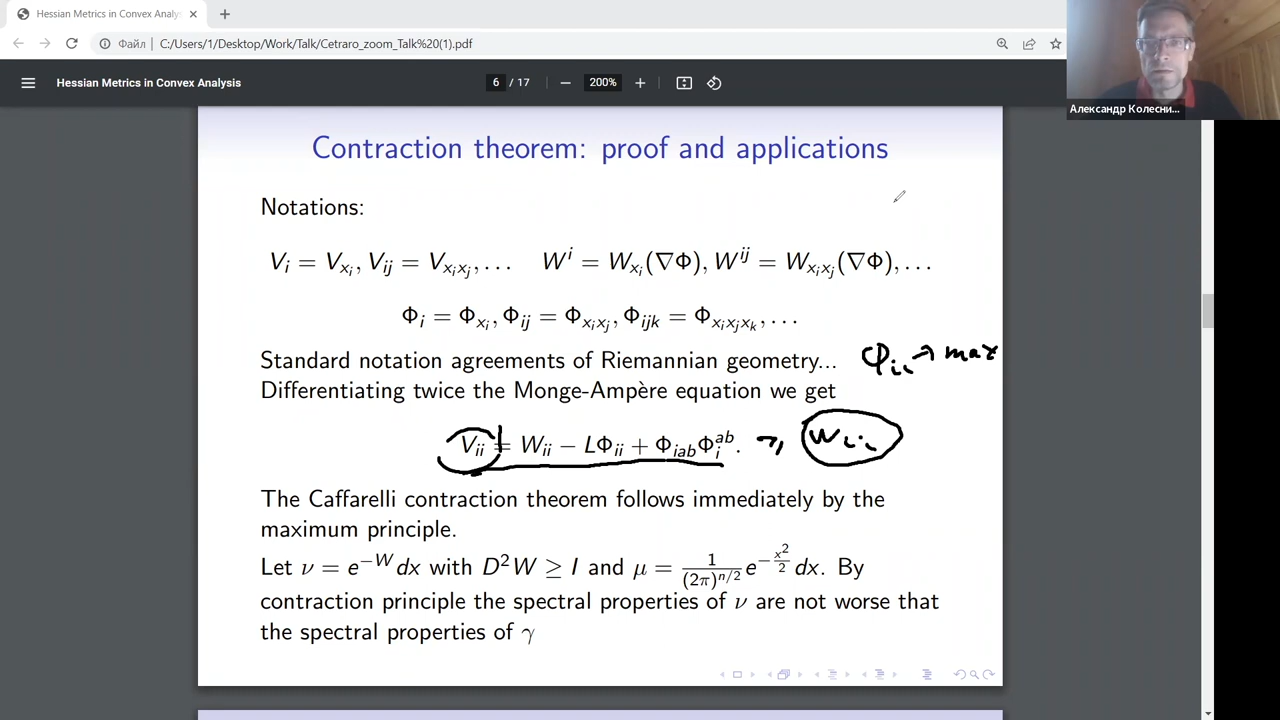 Hessian Metrics in Convex Analys
Файл C:/Users/1/Desktop/Work/Talk/Cetraro_zoom_Talk%20(1).pdf
Hessian Metrics in Convex Analysis 6 / 17 200%
Александр Колесни...
Contraction theorem: proof and applications
Notations:
V_i = V_{x_i}, V_{ij} = V_{x_i x_j}, ... W^i = W_{x_i}(∇Φ), W^{ij} = W_{x_i x_j}(∇Φ), ...
Φ_i = Φ_{x_i}, Φ_{ij} = Φ_{x_i x_j}, Φ_{ijk} = Φ_{x_i x_j x_k}, ...
Standard notation agreements of Riemannian geometry... φ_{ii} → max
Differentiating twice the Monge-Ampère equation we get
V_{ii} = W_{ii} − LΦ_{ii} + Φ_{iab}Φ_i^{ab}. W_{ii}
The Caffarelli contraction theorem follows immediately by the
maximum principle.
Let ν = e^{−W}dx with D²W ≥ I and μ = \frac{1}{(2π)^{n/2}} e^{−\frac{x²}{2}} dx. By
contraction principle the spectral properties of ν are not worse that
the spectral properties of γ